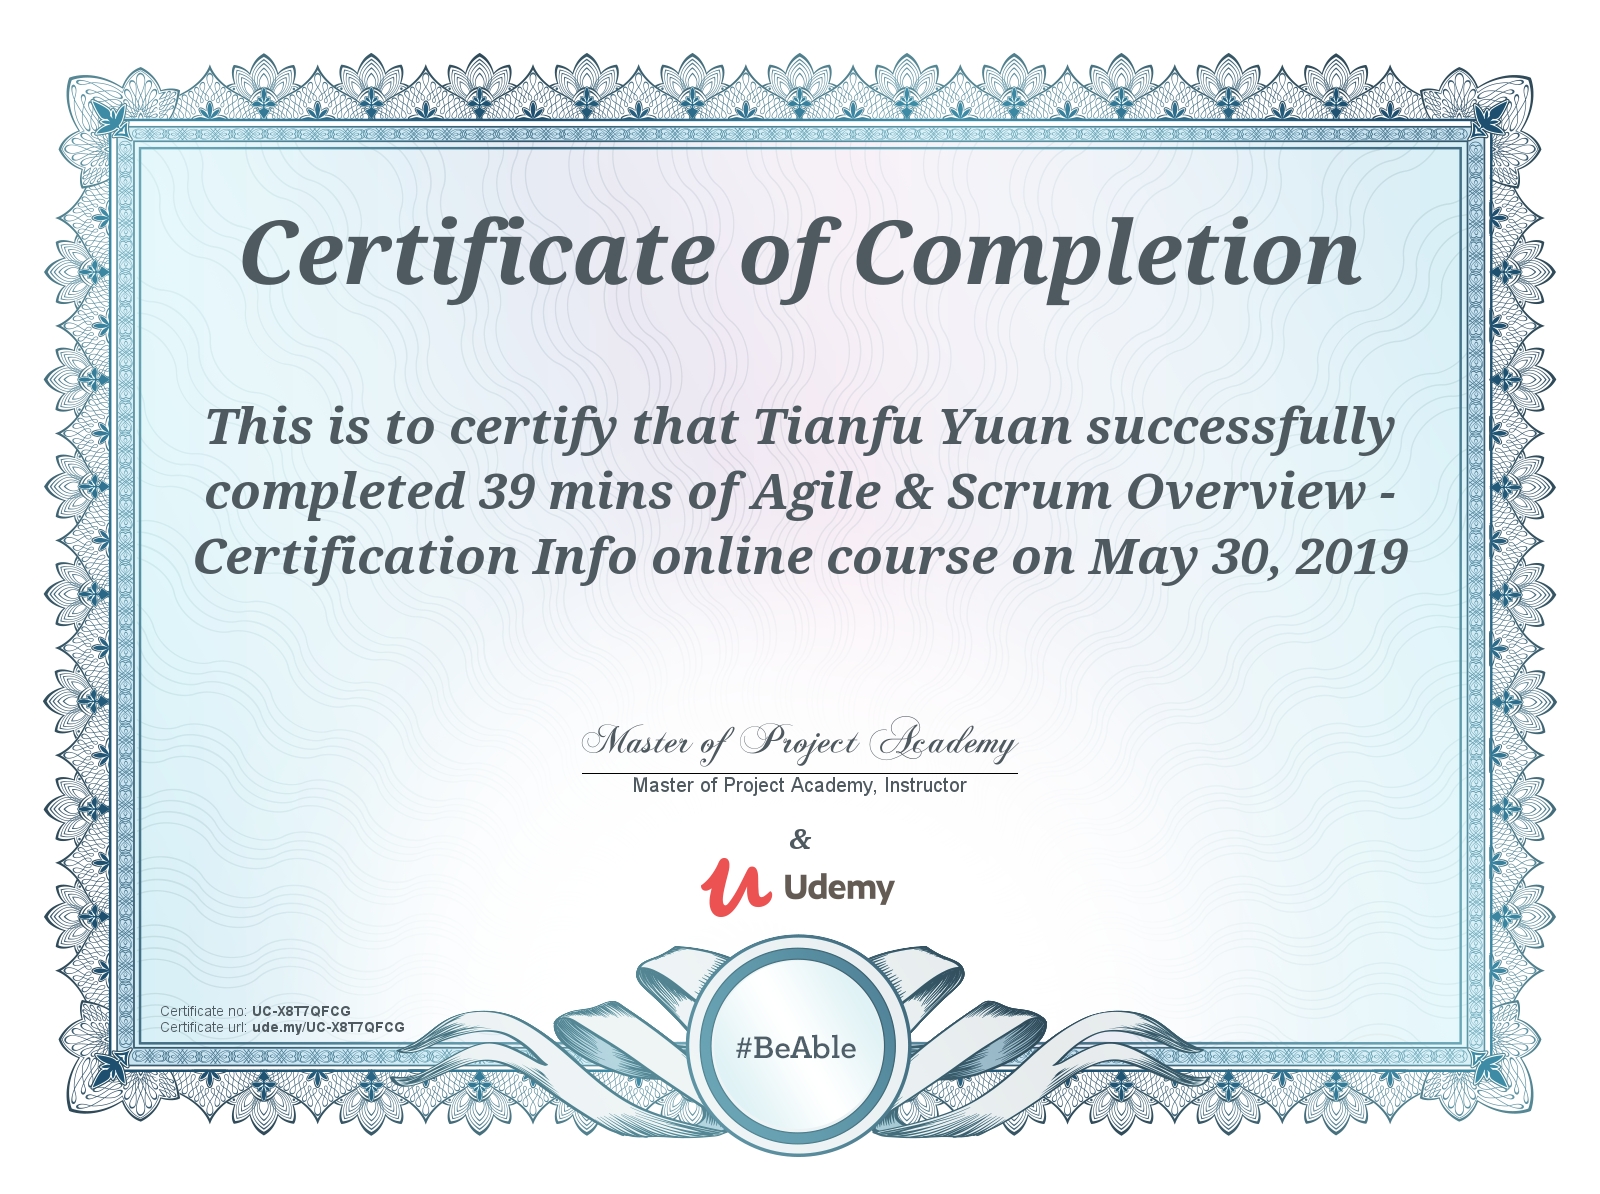 Certificate of Completion
This is to certify that Tianfu Yuan successfully
completed 39 mins of Agile & Scrum Overview -
Certification Info online course on May 30, 2019
Master of Project Academy
Master of Project Academy, Instructor
&
Udemy
Certificate no: UC-X8T7QFCG
Certificate url: ude.my/UC-X8T7QFCG
#BeAble